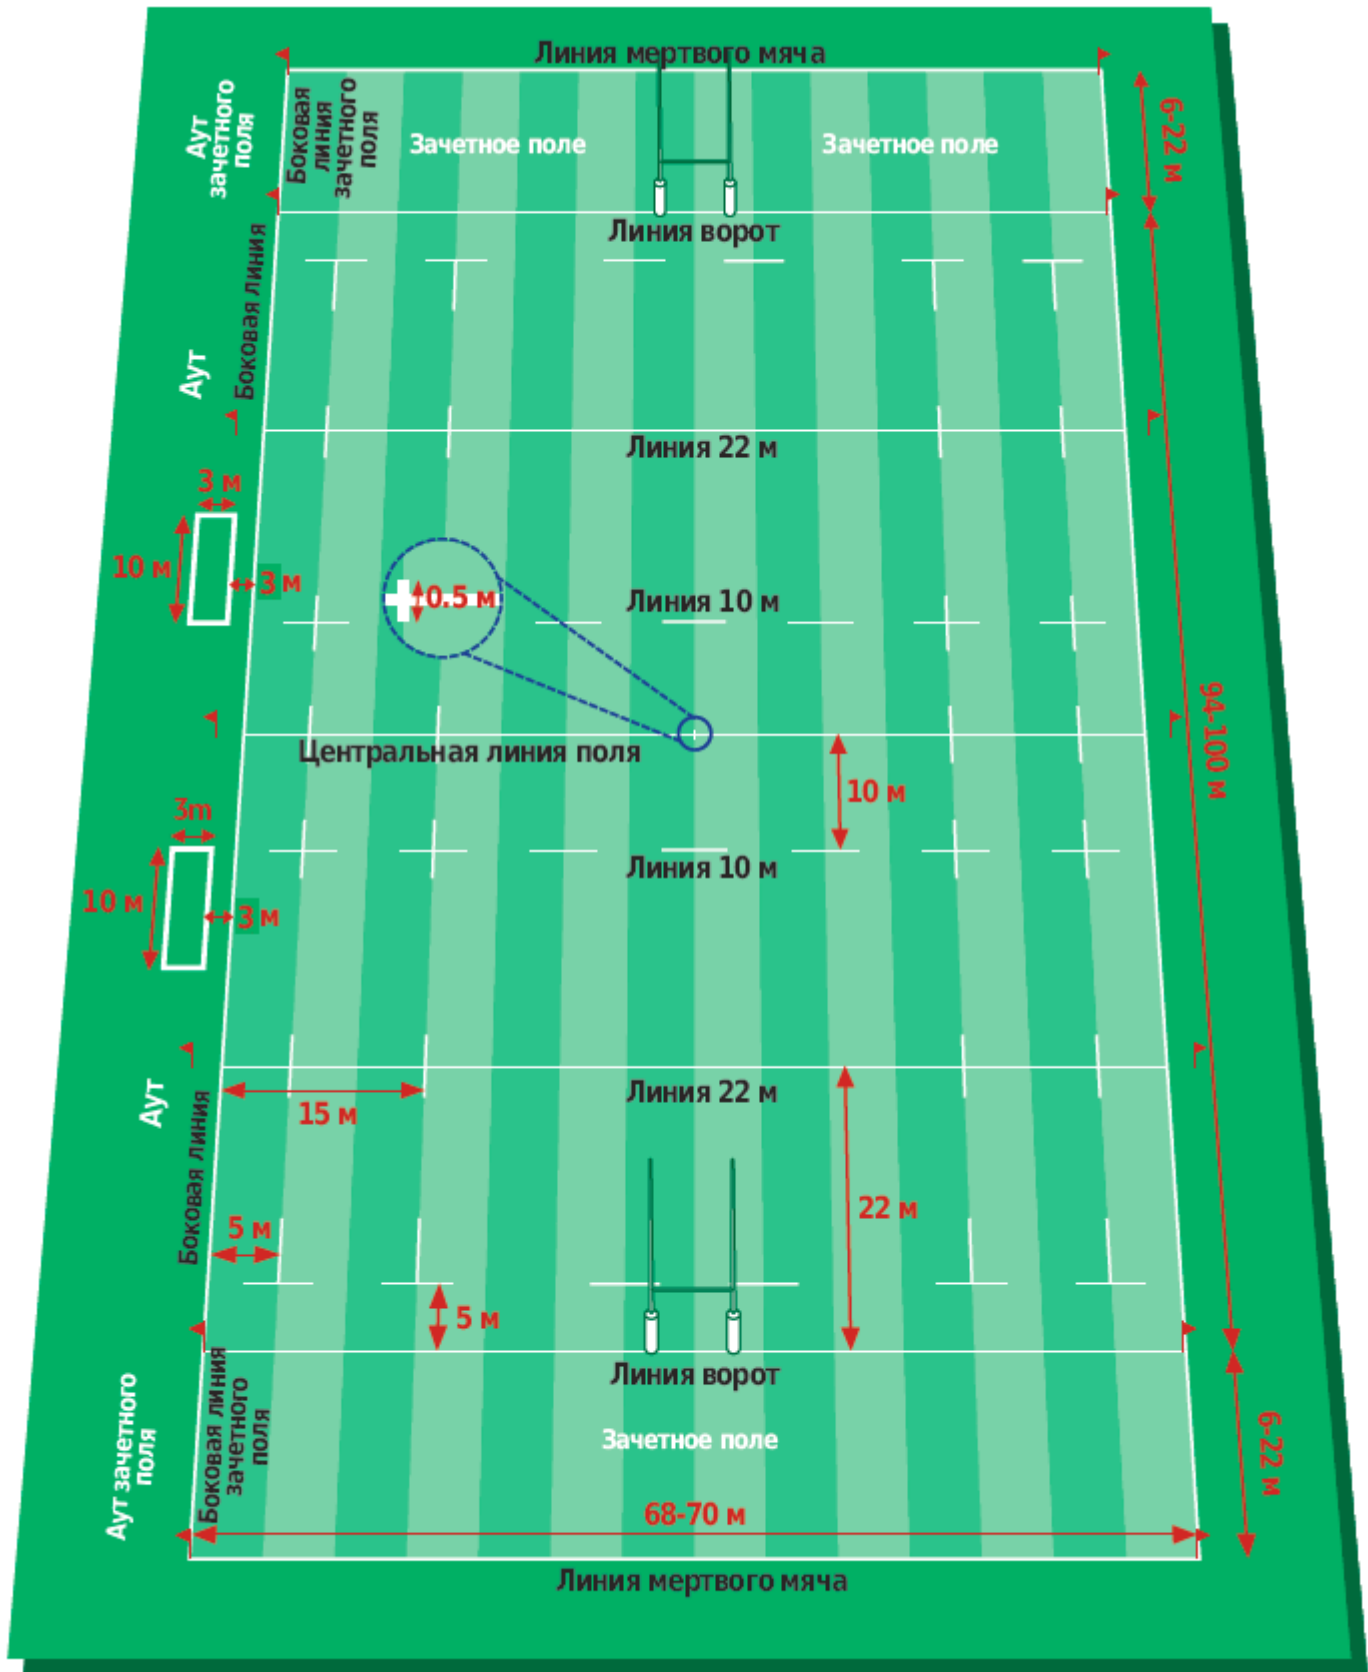 Линия мертвого мяча
Аут
зачетного
поля
Боковая
линия
зачетного
поля
Зачетное поле
Зачетное поле
6-22 м
Линия ворот
Боковая линия
Аут
Линия 22 м
3 м
10 м
3 м
0.5 м
Линия 10 м
94-100 м
Центральная линия поля
10 м
3m
Линия 10 м
10 м
3 м
Аут
Линия 22 м
15 м
Боковая линия
22 м
5 м
5 м
Линия ворот
Аут зачетного
поля
Боковая линия
зачетного
поля
Зачетное поле
6-22 м
68-70 м
Линия мертвого мяча